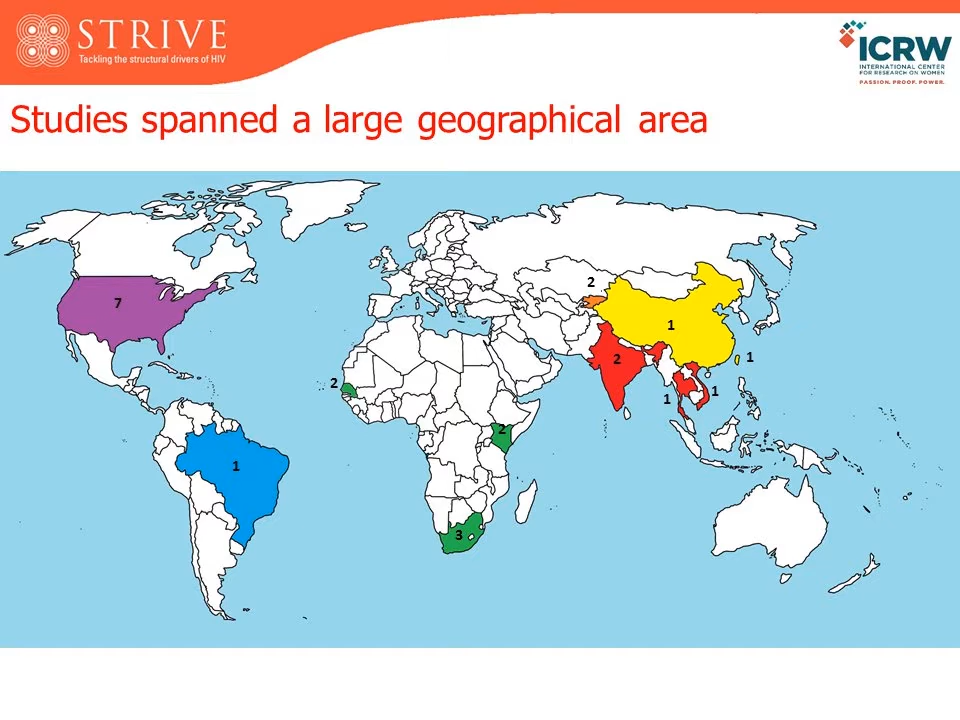 STRIVE
Tackling the structural drivers of HIV
ICRW
INTERNATIONAL CENTER
FOR RESEARCH ON WOMEN
PASSION. PROOF. POWER.
Studies spanned a large geographical area
2
7
1
2
1
2
1
1
2
1
3